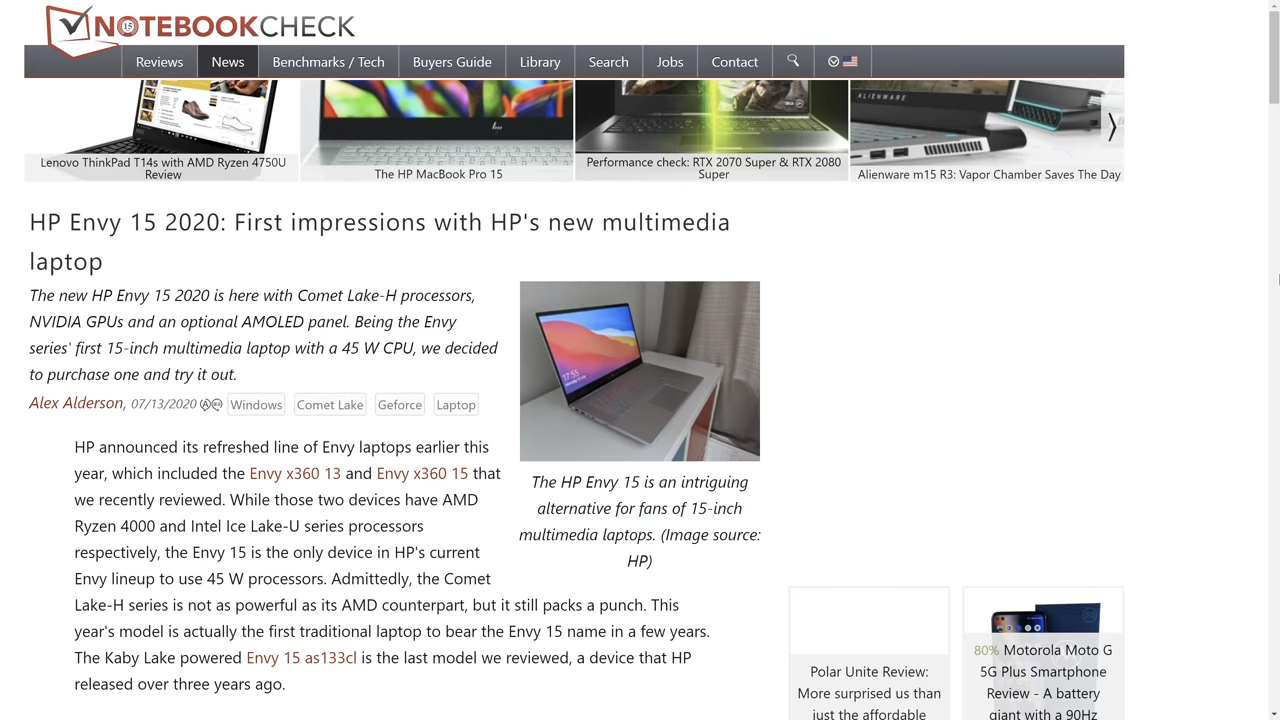 NOTEBOOKCHECK
15
Reviews
News
Benchmarks / Tech
Buyers Guide
Library
Search
Jobs
Contact
Lenovo ThinkPad T14s with AMD Ryzen 4750U
Review
The HP MacBook Pro 15
Performance check: RTX 2070 Super & RTX 2080
Super
ALIENWARE
Alienware m15 R3: Vapor Chamber Saves The Day
HP Envy 15 2020: First impressions with HP's new multimedia
laptop
The new HP Envy 15 2020 is here with Comet Lake-H processors,
NVIDIA GPUs and an optional AMOLED panel. Being the Envy
series' first 15-inch multimedia laptop with a 45 W CPU, we decided
to purchase one and try it out.
Alex Alderson, 07/13/2020
Windows
Comet Lake
Geforce
Laptop
17:55
HP announced its refreshed line of Envy laptops earlier this
year, which included the Envy x360 13 and Envy x360 15 that
we recently reviewed. While those two devices have AMD
Ryzen 4000 and Intel Ice Lake-U series processors
respectively, the Envy 15 is the only device in HP's current
Envy lineup to use 45 W processors. Admittedly, the Comet
Lake-H series is not as powerful as its AMD counterpart, but it still packs a punch. This
year's model is actually the first traditional laptop to bear the Envy 15 name in a few years.
The Kaby Lake powered Envy 15 as133cl is the last model we reviewed, a device that HP
released over three years ago.
The HP Envy 15 is an intriguing
alternative for fans of 15-inch
multimedia laptops. (Image source:
HP)
Polar Unite Review:
More surprised us than
just the affordable
80% Motorola Moto G
5G Plus Smartphone
Review - A battery
giant with a 90Hz